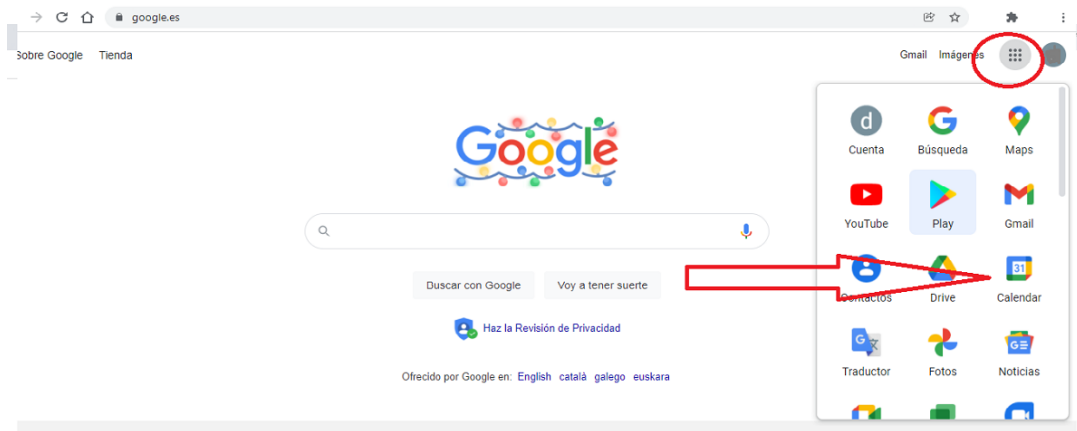 google.es
Sobre Google Tienda
Gmail Imágenes
Google
d
Cuenta Búsqueda Maps
YouTube Play Gmail
31
Contactos Drive Calendar
Traductor Fotos Noticias
Duscar con Google Voy a tener suerte
Haz la Revisión de Privacidad
Ofrecido por Google en: English català galego euskara